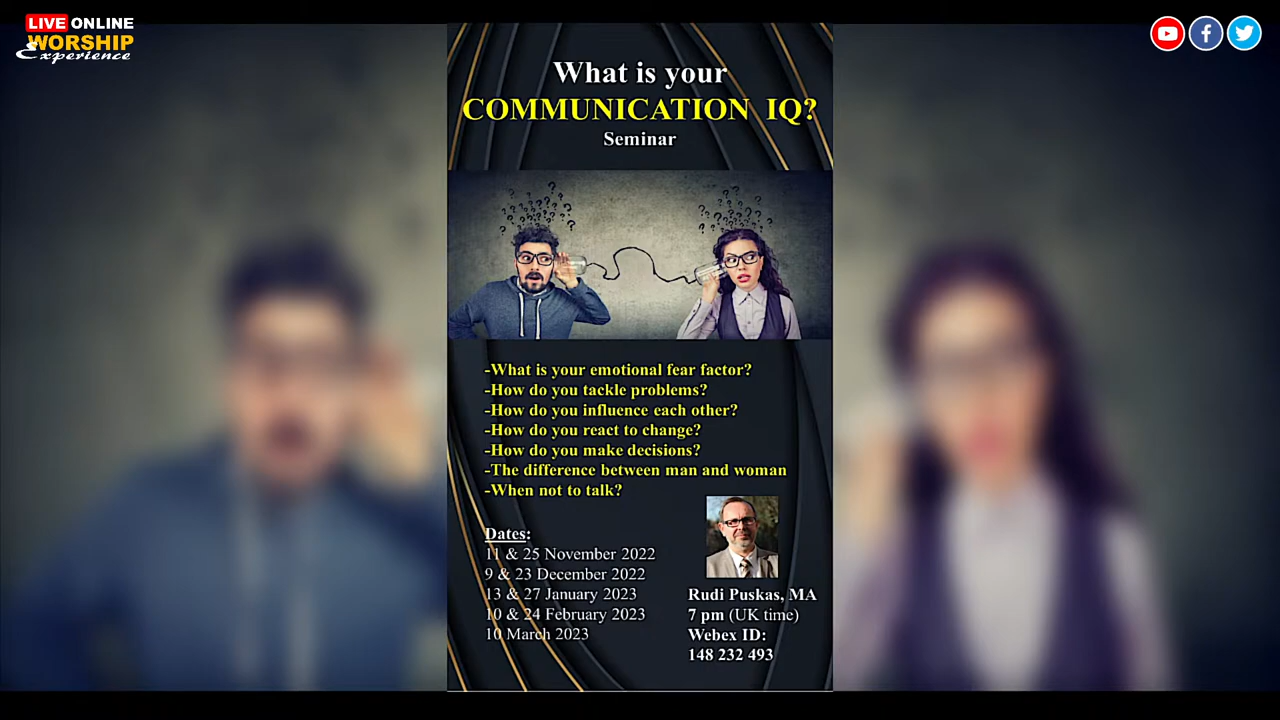 LIVE ONLINE
WORSHIP
Experience
What is your
COMMUNICATION IQ?
Seminar
-What is your emotional fear factor?
-How do you tackle problems?
-How do you influence each other?
-How do you react to change?
-How do you make decisions?
-The difference between man and woman
-When not to talk?
Dates:
11 & 25 November 2022
9 & 23 December 2022
13 & 27 January 2023
10 & 24 February 2023
10 March 2023
Rudi Puskas, MA
7 pm (UK time)
Webex ID:
148 232 493